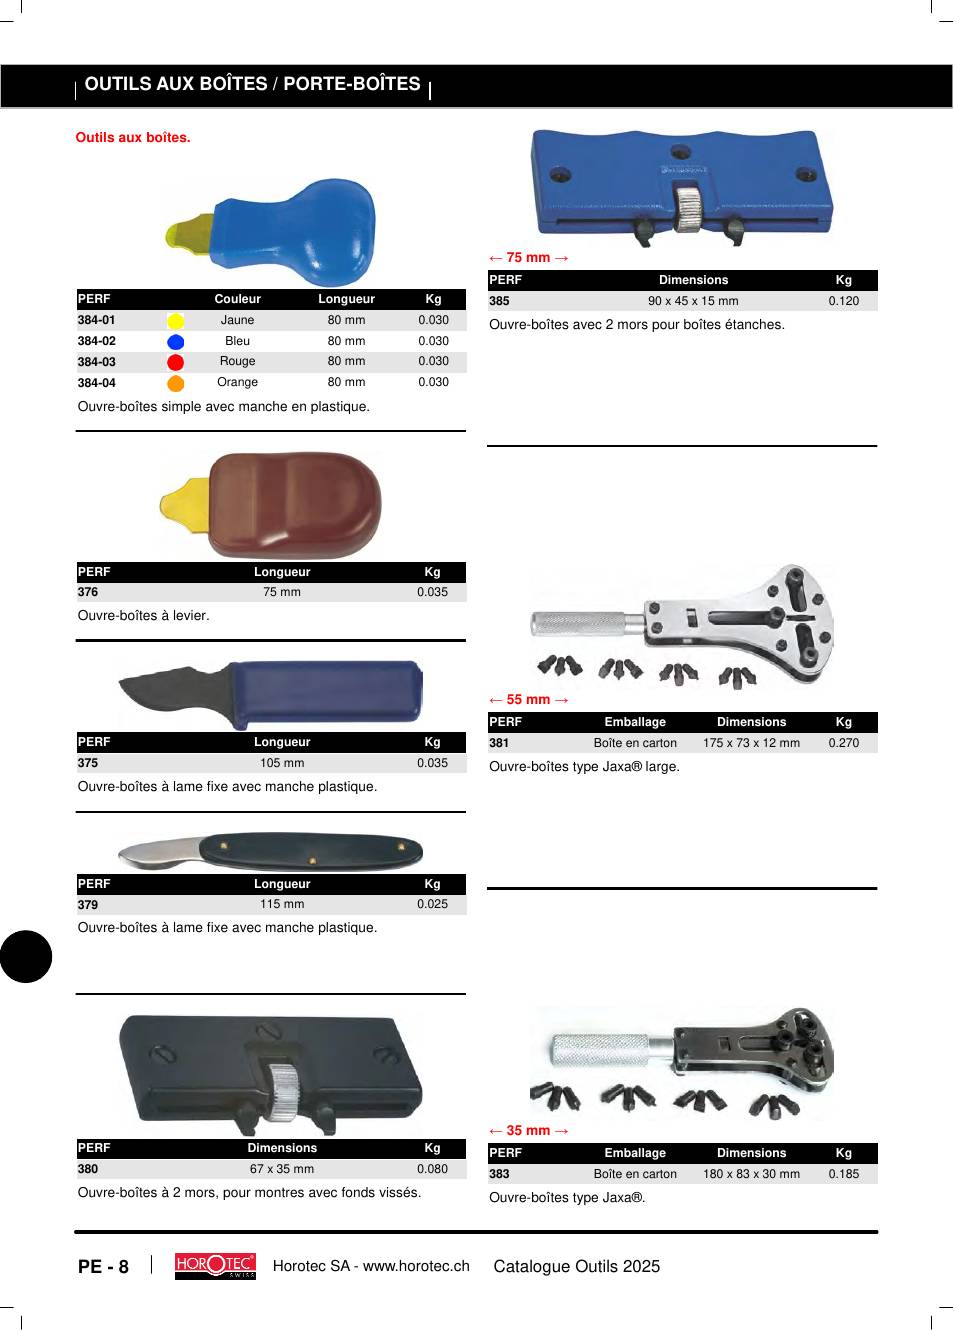 OUTILS AUX BOÎTES / PORTE-BOÎTES
Outils aux boîtes.
PERF Couleur Longueur Kg
384-01 Jaune 80 mm 0.030
384-02 Bleu 80 mm 0.030
384-03 Rouge 80 mm 0.030
384-04 Orange 80 mm 0.030
Ouvre-boîtes simple avec manche en plastique.
PERF Longueur Kg
376 75 mm 0.035
Ouvre-boîtes à levier.
PERF Longueur Kg
375 105 mm 0.035
Ouvre-boîtes à lame fixe avec manche plastique.
PERF Longueur Kg
379 115 mm 0.025
Ouvre-boîtes à lame fixe avec manche plastique.
PERF Dimensions Kg
380 67 x 35 mm 0.080
Ouvre-boîtes à 2 mors, pour montres avec fonds vissés.
← 75 mm →
PERF Dimensions Kg
385 90 x 45 x 15 mm 0.120
Ouvre-boîtes avec 2 mors pour boîtes étanches.
← 55 mm →
PERF Emballage Dimensions Kg
381 Boîte en carton 175 x 73 x 12 mm 0.270
Ouvre-boîtes type Jaxa® large.
← 35 mm →
PERF Emballage Dimensions Kg
383 Boîte en carton 180 x 83 x 30 mm 0.185
Ouvre-boîtes type Jaxa®.
PE - 8 HOROTEC® SWISS Horotec SA - www.horotec.ch Catalogue Outils 2025